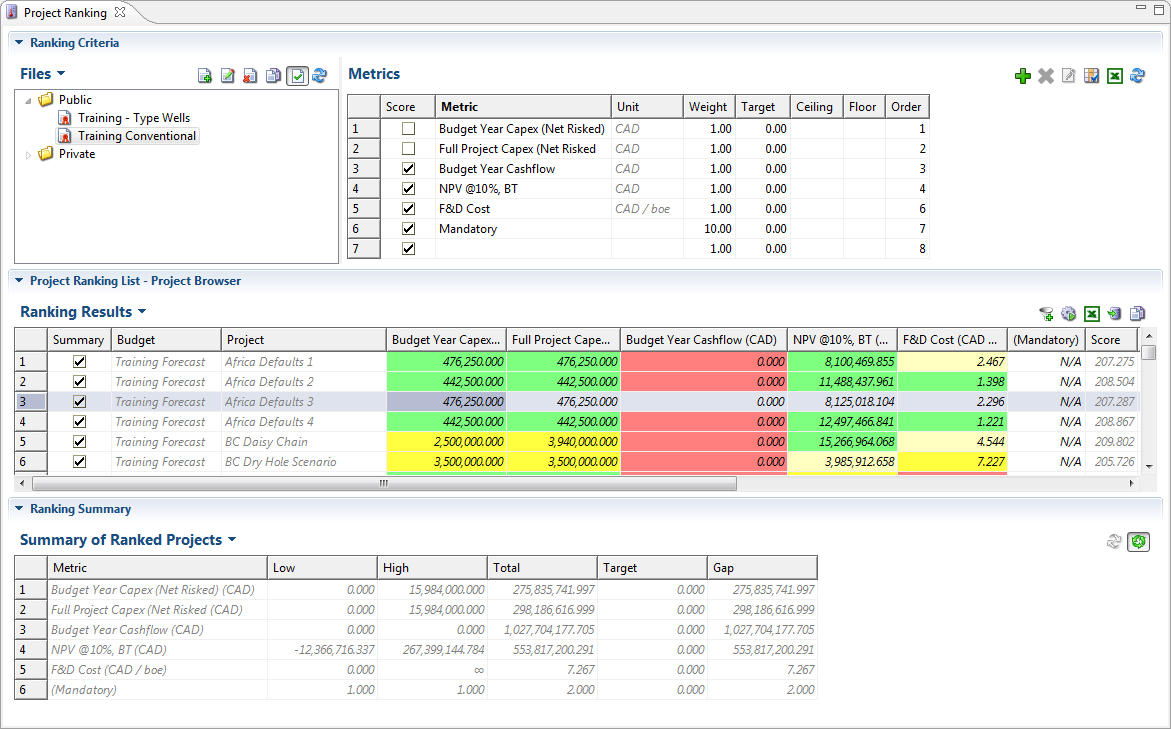 Project Ranking
Ranking Criteria
Files
Public
Training - Type Wells
Training Conventional
Private
Metrics
Score Metric Unit Weight Target Ceiling Floor Order
1 Budget Year Capex (Net Risked) CAD 1.00 0.00 1
2 Full Project Capex (Net Risked CAD 1.00 0.00 2
3 Budget Year Cashflow CAD 1.00 0.00 3
4 NPV @10%, BT CAD 1.00 0.00 4
5 F&D Cost CAD / boe 1.00 0.00 6
6 Mandatory 10.00 0.00 7
7 1.00 0.00 8
Project Ranking List - Project Browser
Ranking Results
Summary Budget Project Budget Year Capex... Full Project Cape... Budget Year Cashflow (CAD) NPV @10%, BT (... F&D Cost (CAD ... (Mandatory) Score
1 Training Forecast Africa Defaults 1 476,250.000 476,250.000 0.000 8,100,469.855 2.467 N/A 207.275
2 Training Forecast Africa Defaults 2 442,500.000 442,500.000 0.000 11,488,437.961 1.398 N/A 208.504
3 Training Forecast Africa Defaults 3 476,250.000 476,250.000 0.000 8,125,018.104 2.296 N/A 207.287
4 Training Forecast Africa Defaults 4 442,500.000 442,500.000 0.000 12,497,466.841 1.221 N/A 208.867
5 Training Forecast BC Daisy Chain 2,500,000.000 3,940,000.000 0.000 15,266,964.068 4.544 N/A 209.802
6 Training Forecast BC Dry Hole Scenario 3,500,000.000 3,500,000.000 0.000 3,985,912.658 7.227 N/A 205.726
Ranking Summary
Summary of Ranked Projects
Metric Low High Total Target Gap
1 Budget Year Capex (Net Risked) (CAD) 0.000 15,984,000.000 275,835,741.997 0.000 275,835,741.997
2 Full Project Capex (Net Risked (CAD) 0.000 15,984,000.000 298,186,616.999 0.000 298,186,616.999
3 Budget Year Cashflow (CAD) 0.000 0.000 1,027,704,177.705 0.000 1,027,704,177.705
4 NPV @10%, BT (CAD) -12,366,716.337 267,399,144.784 553,817,200.291 0.000 553,817,200.291
5 F&D Cost (CAD / boe) 0.000 ∞ 7.267 0.000 7.267
6 (Mandatory) 1.000 1.000 2.000 0.000 2.000